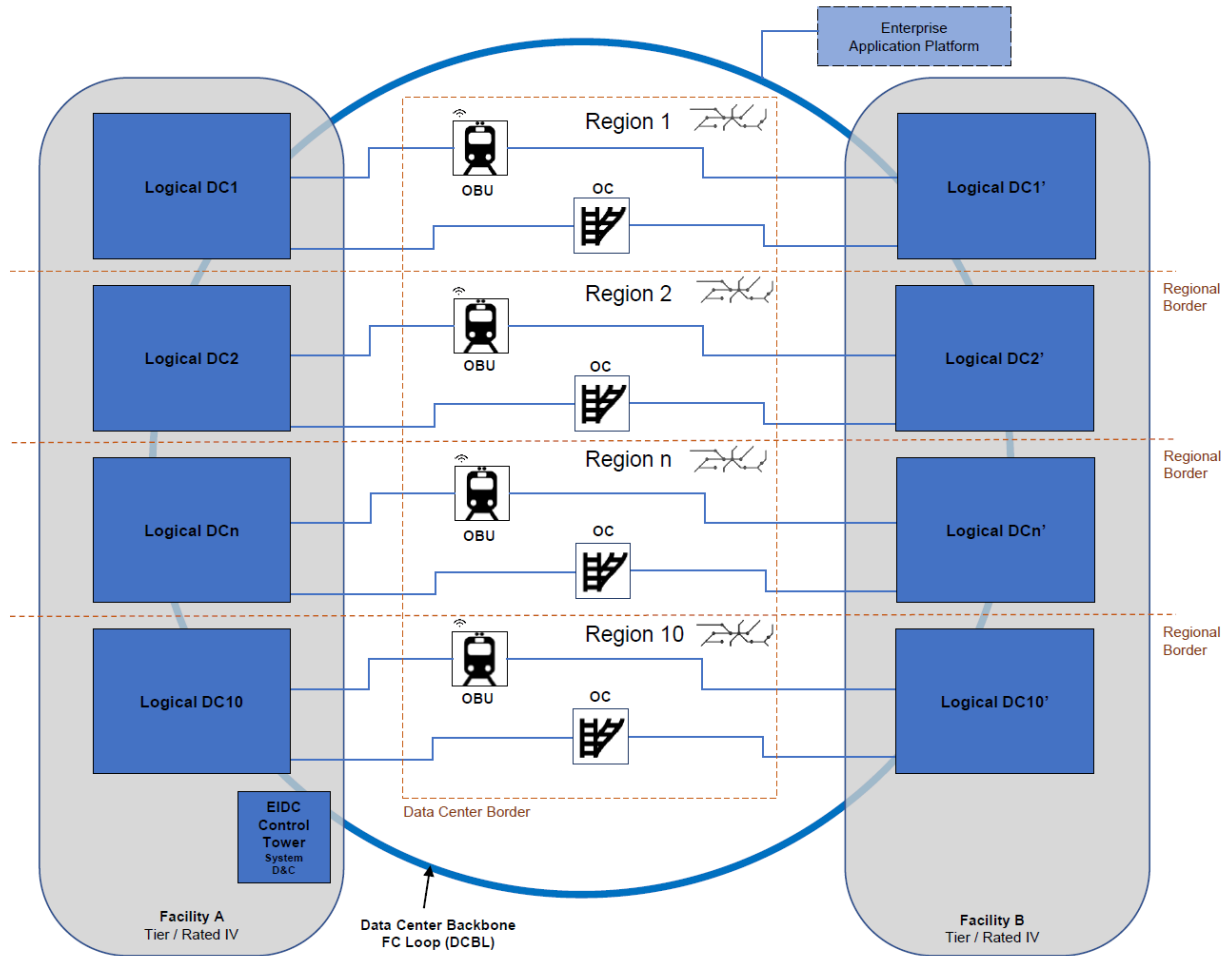 Enterprise
Application Platform
Region 1
Logical DC1
OBU
Logical DC1’
OC
Region 2
Regional
Border
Logical DC2
OBU
Logical DC2’
OC
Region n
Regional
Border
Logical DCn
OBU
Logical DCn’
OC
Region 10
Regional
Border
Logical DC10
OBU
Logical DC10’
OC
EIDC
Control
Tower
System
D&C
Data Center Border
Facility A
Tier / Rated IV
Data Center Backbone
FC Loop (DCBL)
Facility B
Tier / Rated IV